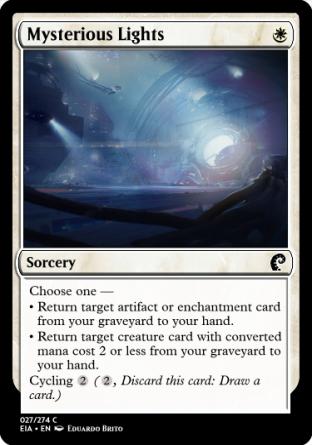 Mysterious Lights
Sorcery
Choose one —
• Return target artifact or enchantment card
from your graveyard to your hand.
• Return target creature card with converted
mana cost 2 or less from your graveyard to
your hand.
Cycling 2 (2, Discard this card: Draw a
card.)
027/274 C
EIA • EN Eduardo Brito